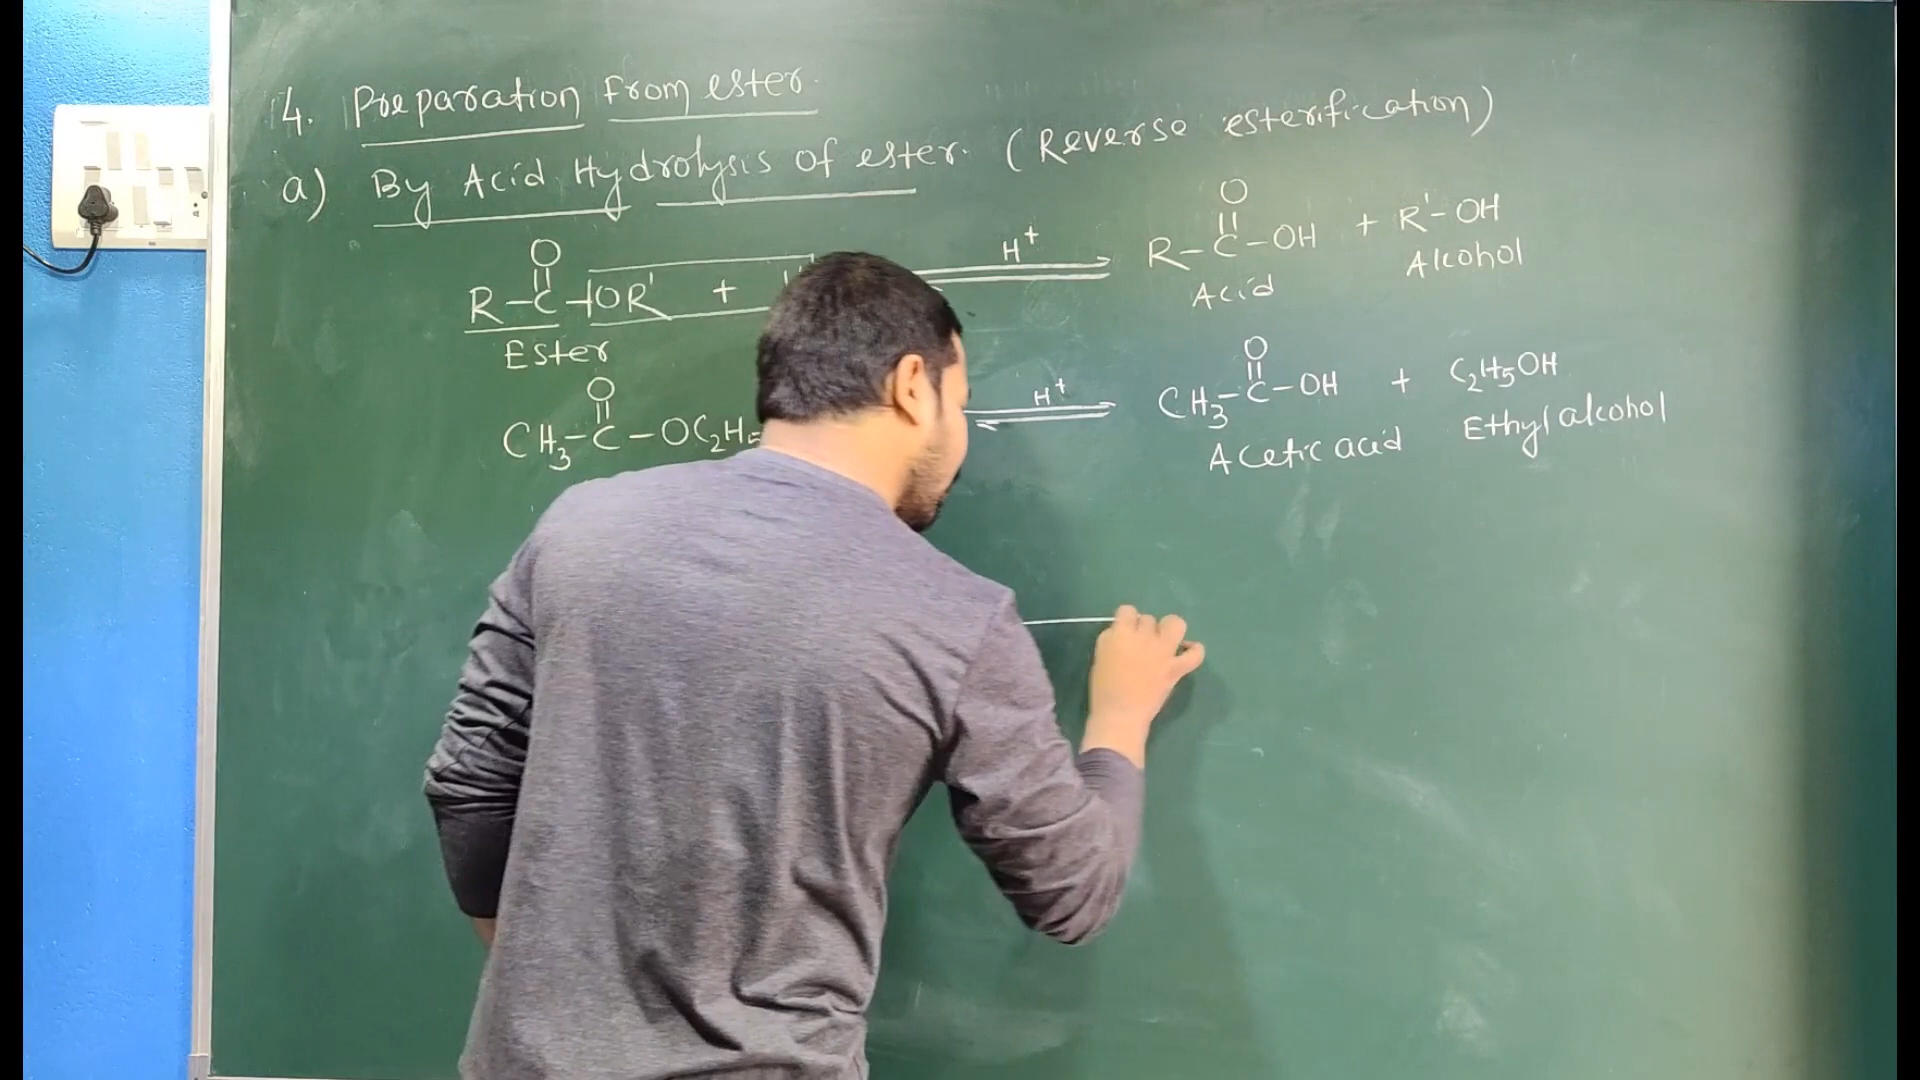 4. Preparation from ester.
a) By Acid Hydrolysis of ester. (Reverse esterification)
O
||
R-C-OR' + H+ R-C-OH + R'-OH
Ester Acid Alcohol
O
||
CH3-C-OC2H5 H+ CH3-C-OH + C2H5OH
Acetic acid Ethyl alcohol